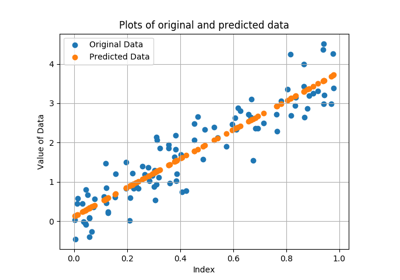 Plots of original and predicted data
Original Data
Predicted Data
Value of Data
4
3
2
1
0
0.0 0.2 0.4 0.6 0.8 1.0
Index